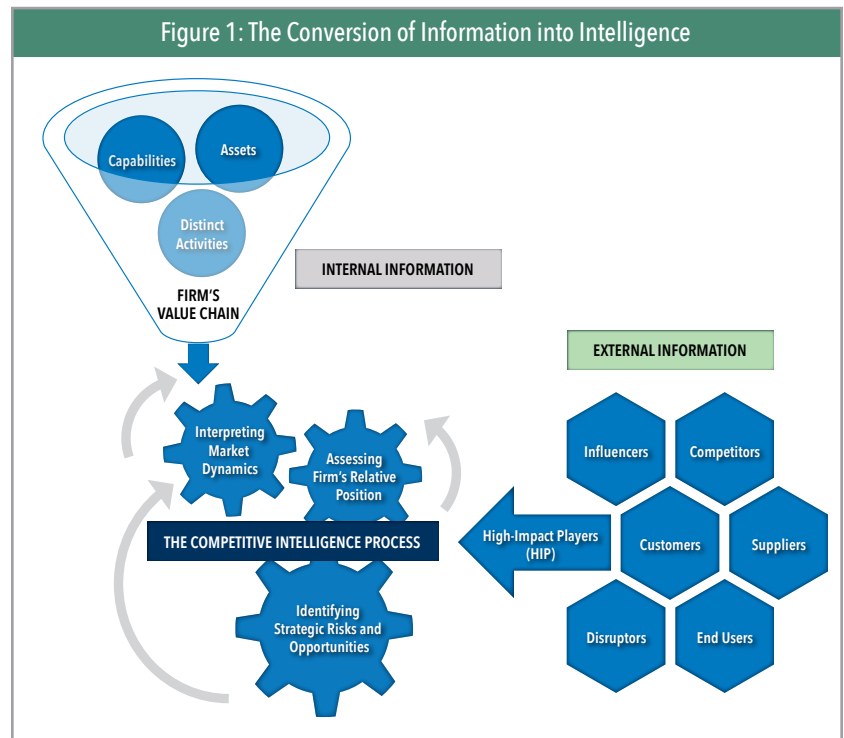 Figure 1: The Conversion of Information into Intelligence
Capabilities
Assets
Distinct
Activities
FIRM'S
VALUE CHAIN
INTERNAL INFORMATION
EXTERNAL INFORMATION
Interpreting
Market
Dynamics
Assessing
Firm's Relative
Position
THE COMPETITIVE INTELLIGENCE PROCESS
Identifying
Strategic Risks and
Opportunities
High-Impact Players
(HIP)
Influencers
Competitors
Customers
Suppliers
Disruptors
End Users